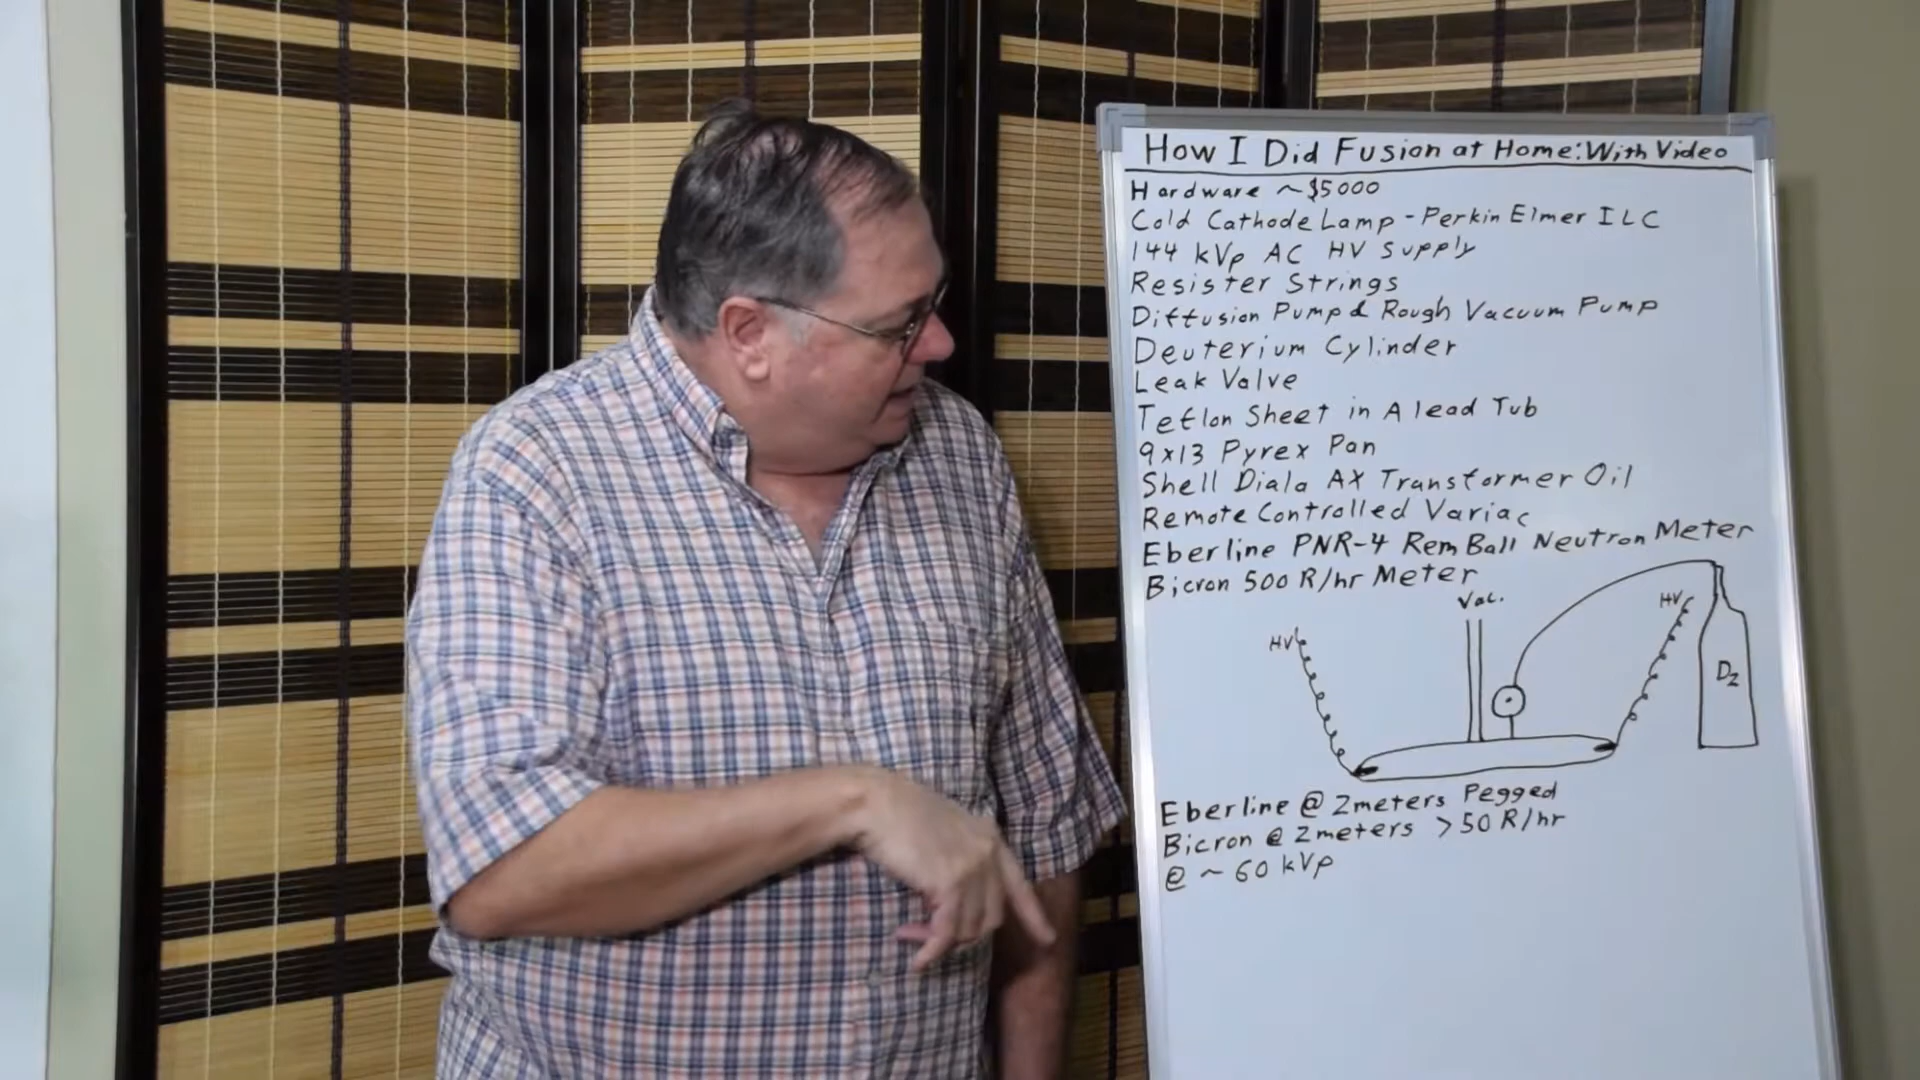 How I Did Fusion at Home: With Video
Hardware ~$5000
Cold Cathode Lamp - Perkin Elmer ILC
144 kVp AC HV Supply
Resister Strings
Diffusion Pump & Rough Vacuum Pump
Deuterium Cylinder
Leak Valve
Teflon Sheet in A lead Tub
9x13 Pyrex Pan
Shell Diala AX Transformer Oil
Remote Controlled Variac
Eberline PNR-4 Rem Ball Neutron Meter
Bicron 500 R/hr Meter
Vac.
HV
HV
D2
Eberline @ 2meters Pegged
Bicron @ 2meters >50 R/hr
@ ~ 60 kVp